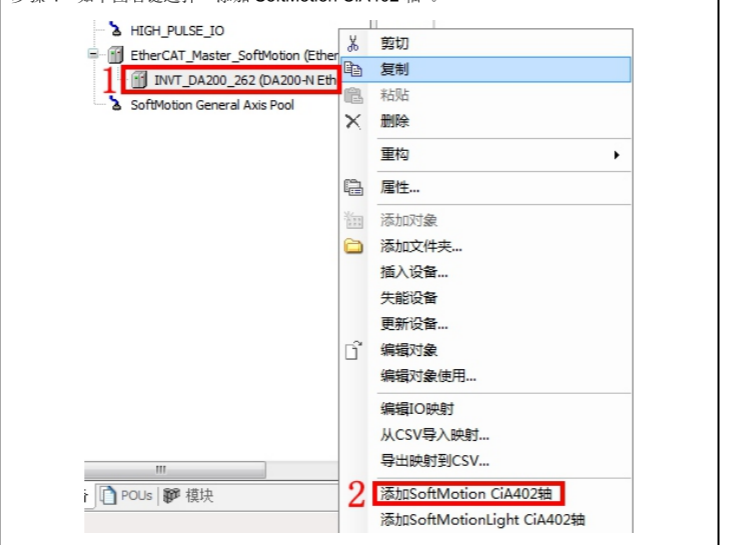 HIGH_PULSE_IO
EtherCAT_Master_SoftMotion (Ether
1
INVT_DA200_262 (DA200-N Eth
SoftMotion General Axis Pool
剪切
复制
粘贴
删除
重构
属性...
添加对象
添加文件夹...
插入设备...
失能设备
更新设备...
编辑对象
编辑对象使用...
编辑IO映射
从CSV导入映射...
导出映射到CSV...
POUs
模块
2
添加SoftMotion CiA402轴
添加SoftMotionLight CiA402轴